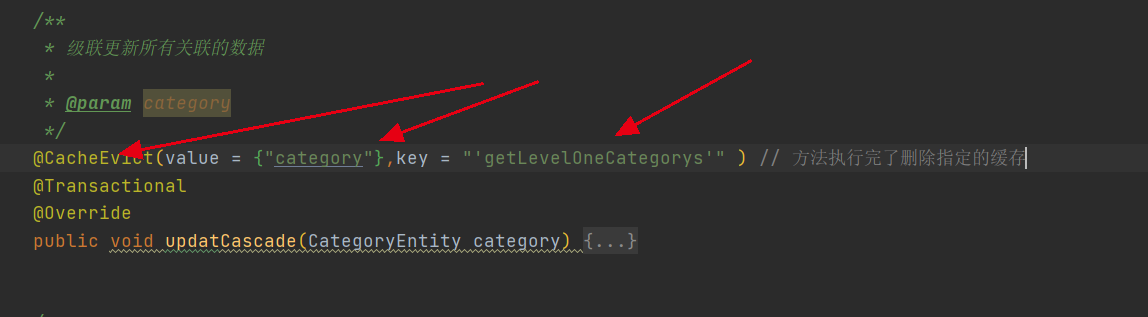 /**
* 级联更新所有关联的数据
*
* @param category
*/
@CacheEvict(value = {"category"},key = "'getLevelOneCategorys'" ) // 方法执行完了删除指定的缓存
@Transactional
@Override
public void updatCascade(CategoryEntity category) {...}